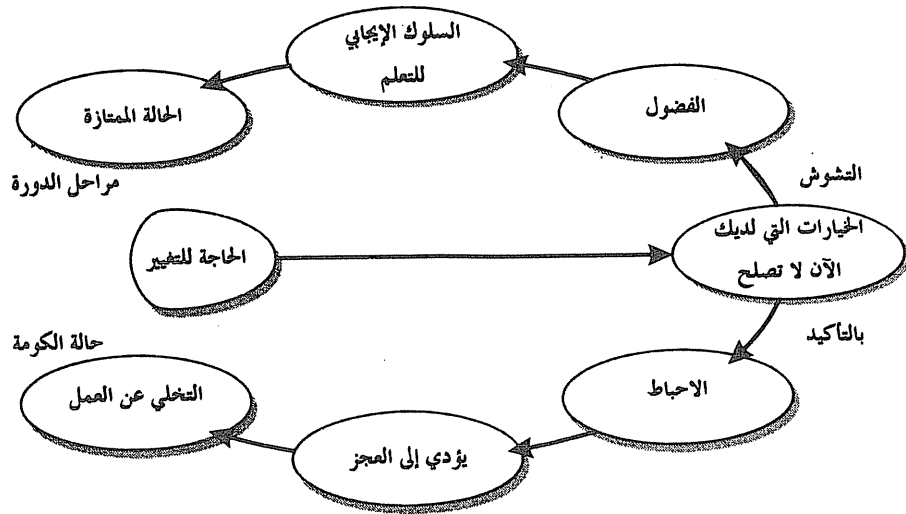 السلوك الإيجابي
للتعلم
الفضول
الحالة الممتازة
التشوش
مراحل الدورة
الخيارات التي لديك
الآن لا تصلح
الحاجة للتغيير
بالتأكيد
حالة الكومة
الاحباط
التخلي عن العمل
يؤدي إلى العجز